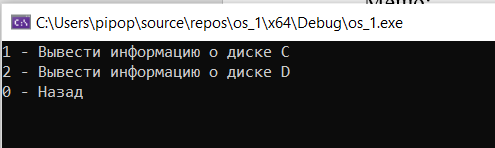 C:\Users\pipop\source\repos\os_1\x64\Debug\os_1.exe
1 - Вывести информацию о диске C
2 - Вывести информацию о диске D
0 - Назад